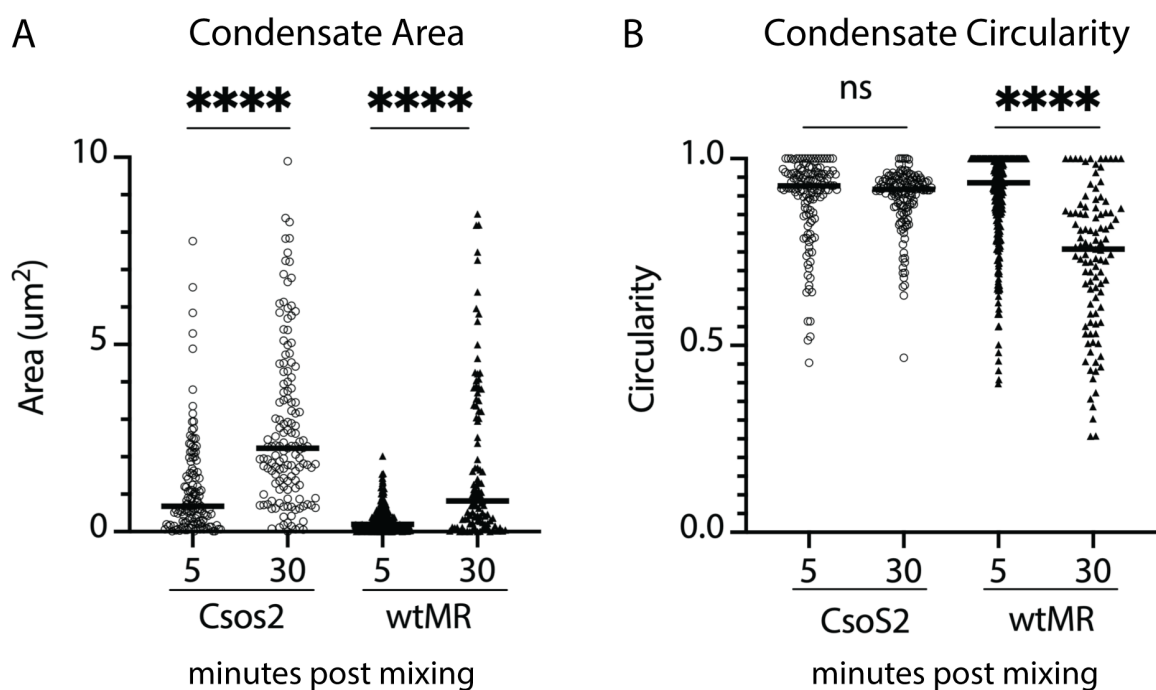 A
Condensate Area
**** ****
10
5
0
Area (um²)
5 30 5 30
Csos2 wtMR
minutes post mixing
B
Condensate Circularity
ns ****
1.0
0.5
0.0
Circularity
5 30 5 30
CsoS2 wtMR
minutes post mixing